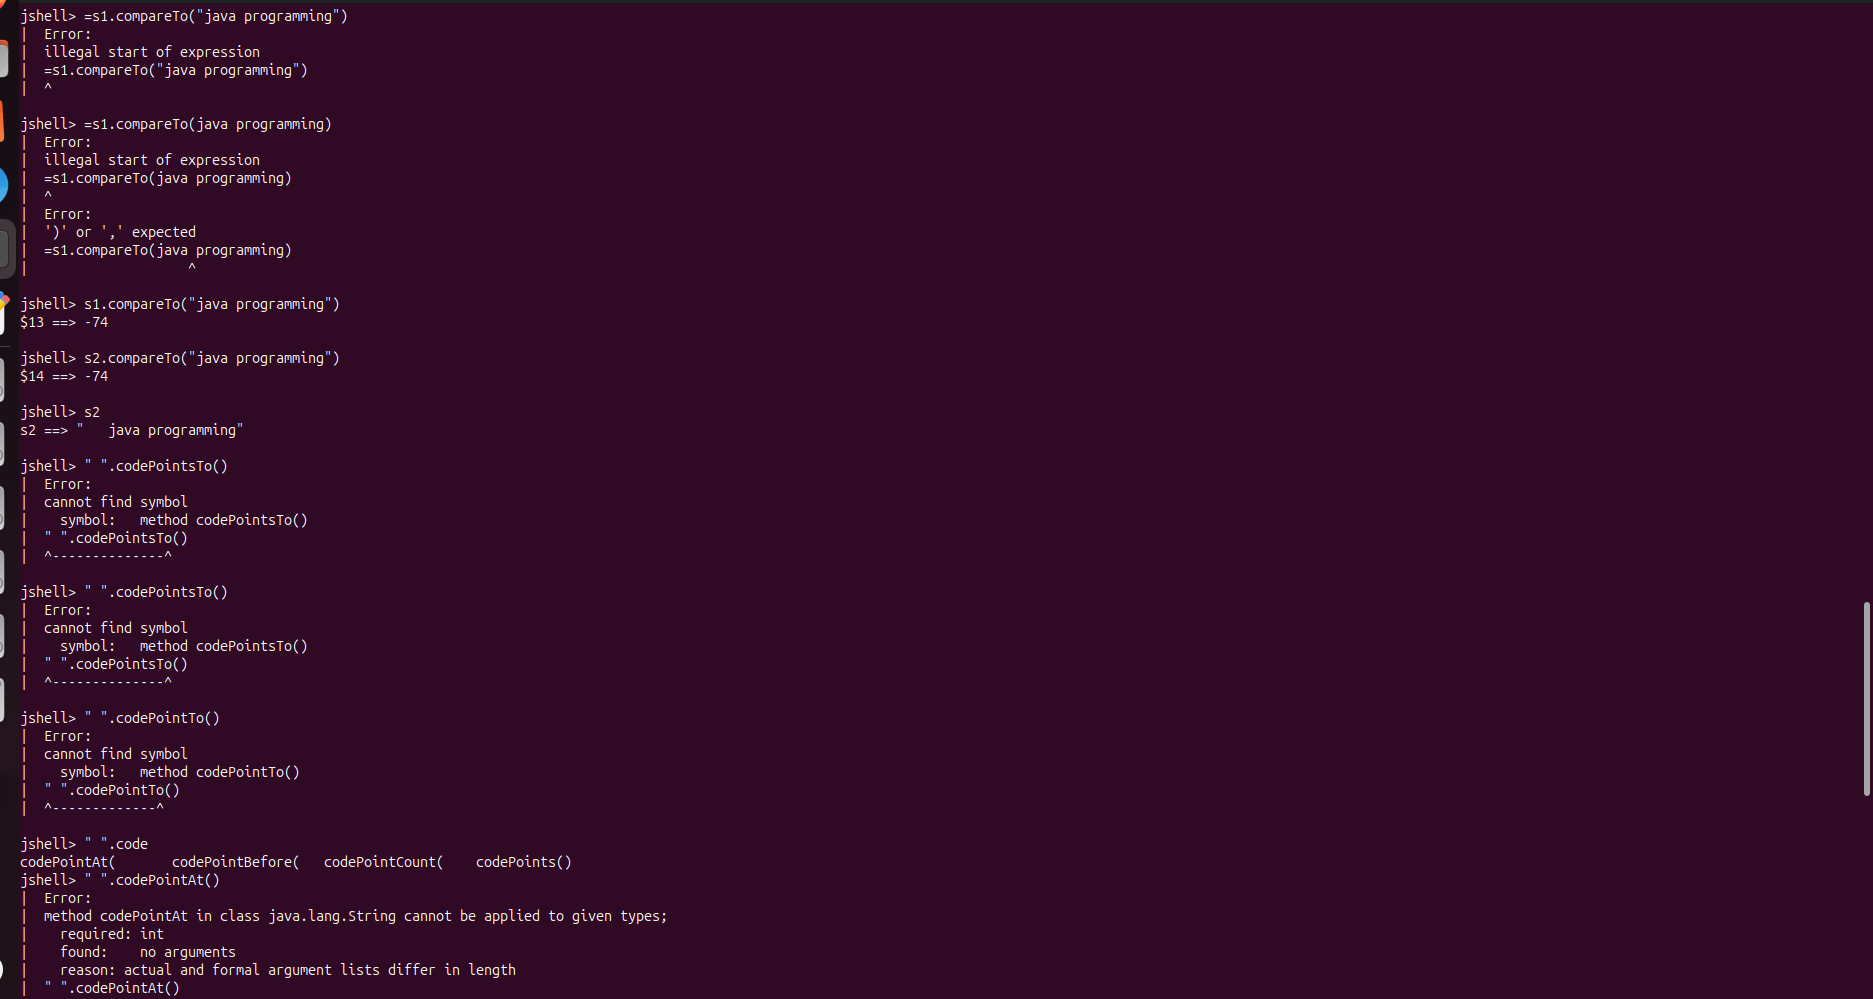 jshell> =s1.compareTo("java programming")
|  Error:
|  illegal start of expression
|  =s1.compareTo("java programming")
|  ^
jshell> =s1.compareTo(java programming)
|  Error:
|  illegal start of expression
|  =s1.compareTo(java programming)
|  ^
|  Error:
|  ')' or ',' expected
|  =s1.compareTo(java programming)
|                    ^
jshell> s1.compareTo("java programming")
$13 ==> -74
jshell> s2.compareTo("java programming")
$14 ==> -74
jshell> s2
s2 ==> "   java programming"
jshell> " ".codePointsTo()
|  Error:
|  cannot find symbol
|    symbol:   method codePointsTo()
|  " ".codePointsTo()
|  ^--------------^
jshell> " ".codePointsTo()
|  Error:
|  cannot find symbol
|    symbol:   method codePointsTo()
|  " ".codePointsTo()
|  ^--------------^
jshell> " ".codePointTo()
|  Error:
|  cannot find symbol
|    symbol:   method codePointTo()
|  " ".codePointTo()
|  ^-------------^
jshell> " ".code
codePointAt(       codePointBefore(   codePointCount(    codePoints()
jshell> " ".codePointAt()
|  Error:
|  method codePointAt in class java.lang.String cannot be applied to given types;
|    required: int
|    found:    no arguments
|    reason: actual and formal argument lists differ in length
|  " ".codePointAt()